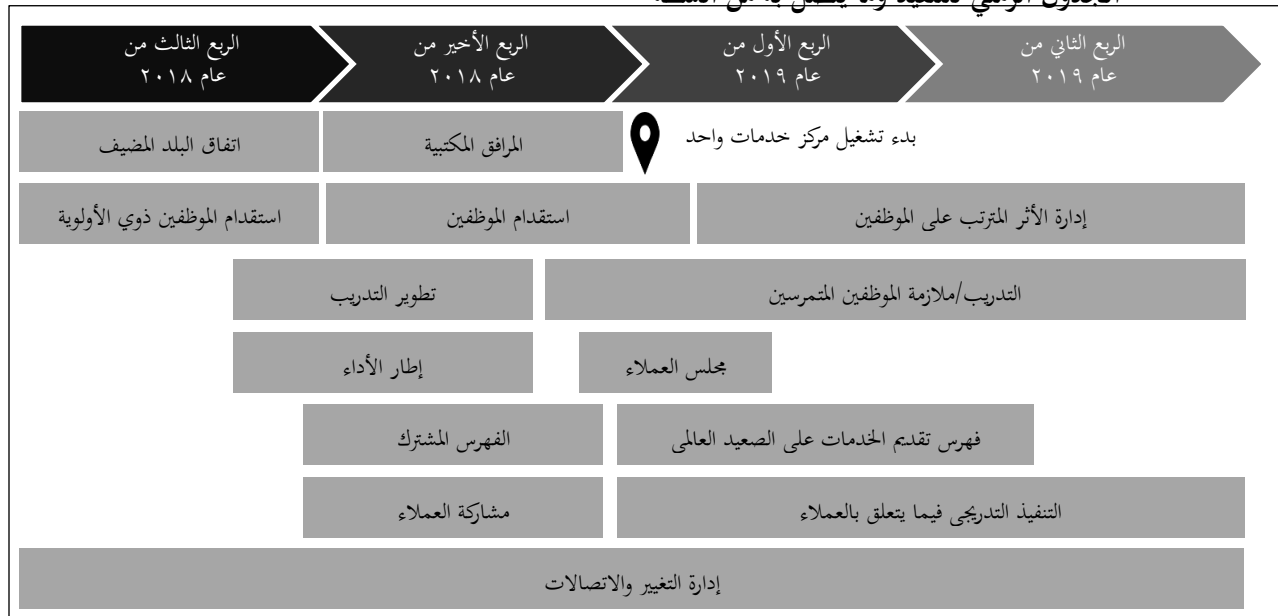 الربع الثالث من
عام ٢٠١٨
الربع الأخير من
عام ٢٠١٨
الربع الأول من
عام ٢٠١٩
الربع الثاني من
عام ٢٠١٩
اتفاق البلد المضيف
المرافق المكتبية
بدء تشغيل مركز خدمات واحد
استقدام الموظفين ذوي الأولوية
استقدام الموظفين
إدارة الأثر المترتب على الموظفين
تطوير التدريب
التدريب/ملازمة الموظفين المتمرسين
إطار الأداء
مجلس العملاء
الفهرس المشترك
فهرس تقديم الخدمات على الصعيد العالمى
مشاركة العملاء
التنفيذ التدريجى فيما يتعلق بالعملاء
إدارة التغيير والاتصالات